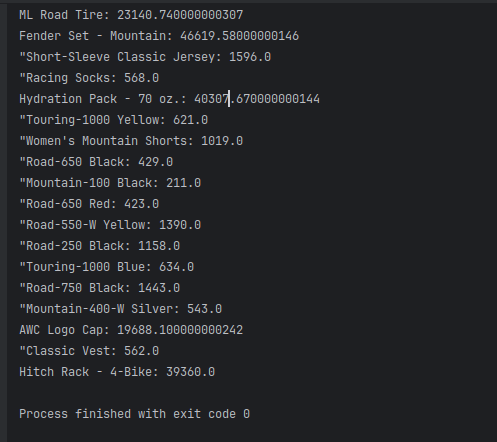 ML Road Tire: 23140.740000000307
Fender Set - Mountain: 46619.58000000146
"Short-Sleeve Classic Jersey: 1596.0
"Racing Socks: 568.0
Hydration Pack - 70 oz.: 40307.670000000144
"Touring-1000 Yellow: 621.0
"Women's Mountain Shorts: 1019.0
"Road-650 Black: 429.0
"Mountain-100 Black: 211.0
"Road-650 Red: 423.0
"Road-550-W Yellow: 1390.0
"Road-250 Black: 1158.0
"Touring-1000 Blue: 634.0
"Road-750 Black: 1443.0
"Mountain-400-W Silver: 543.0
AWC Logo Cap: 19688.100000000242
"Classic Vest: 562.0
Hitch Rack - 4-Bike: 39360.0
Process finished with exit code 0